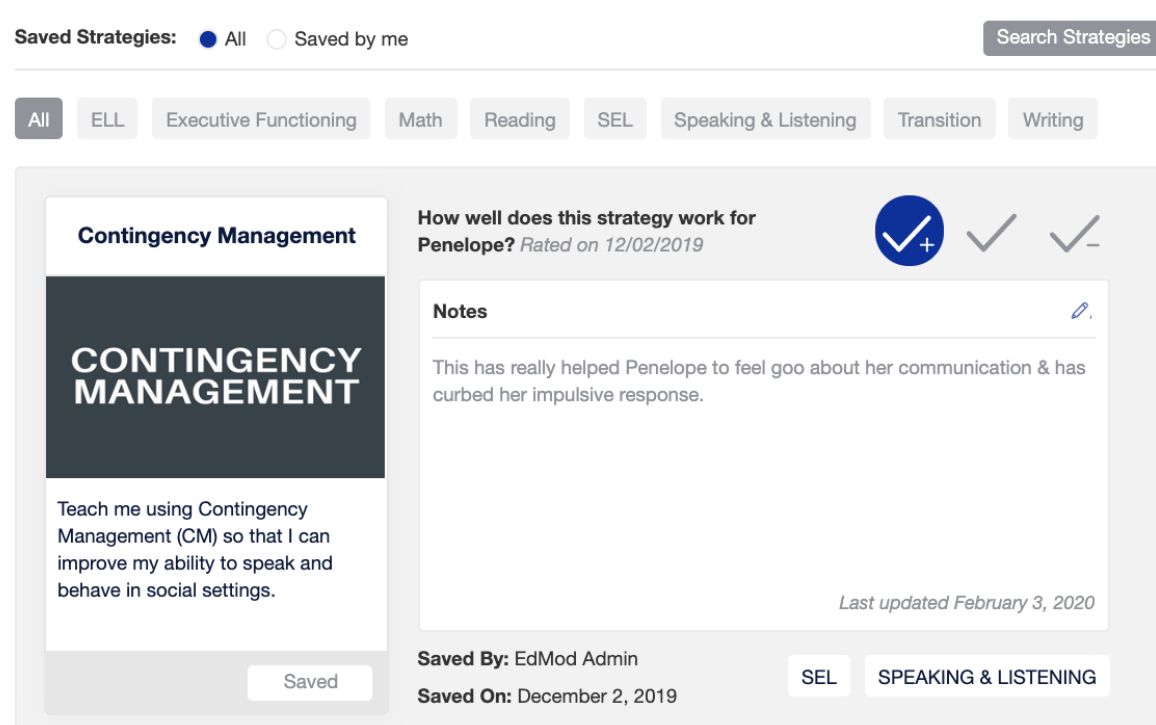 Saved Strategies: All Saved by me Search Strategies
All ELL Executive Functioning Math Reading SEL Speaking & Listening Transition Writing
Contingency Management
CONTINGENCY
MANAGEMENT
Teach me using Contingency
Management (CM) so that I can
improve my ability to speak and
behave in social settings.
Saved
How well does this strategy work for
Penelope? Rated on 12/02/2019
Notes
This has really helped Penelope to feel goo about her communication & has
curbed her impulsive response.
Last updated February 3, 2020
Saved By: EdMod Admin
Saved On: December 2, 2019
SEL SPEAKING & LISTENING